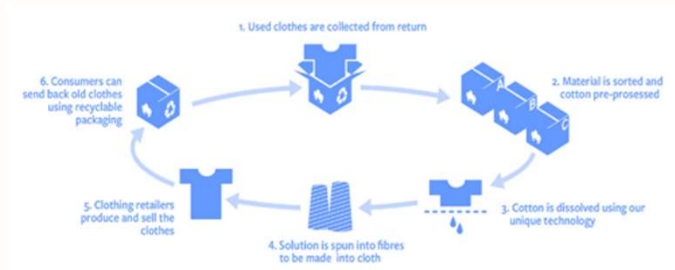 1. Used clothes are collected from return
6. Consumers can
send back old clothes
using recyclable
packaging
A
B
C
2. Material is sorted and
cotton pre-prosessed
5. Clothing retailers
produce and sell the
clothes
3. Cotton is dissolved using our
unique technology
4. Solution is spun into fibres
to be made into cloth